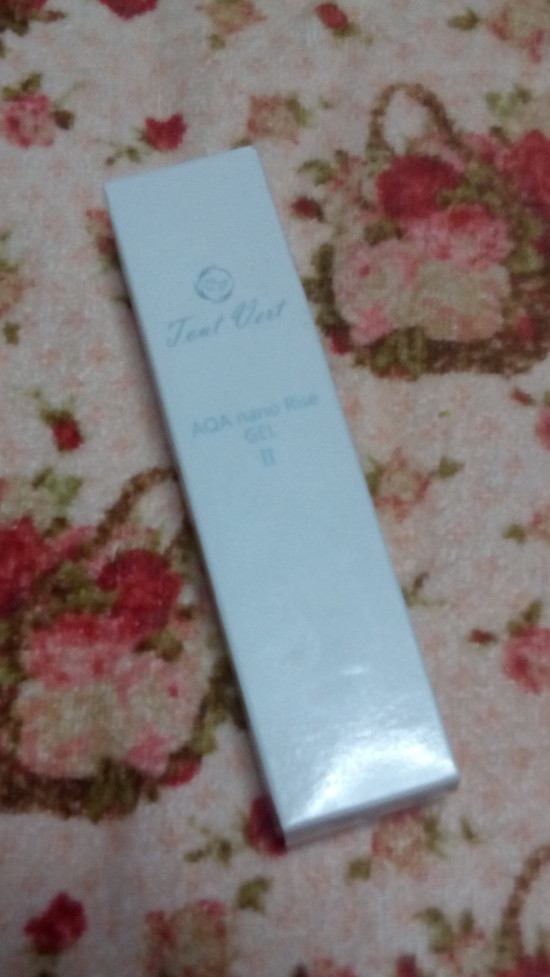 Tout Vert
AQA nano Rise
GEL
II